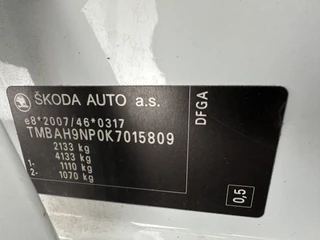 ŠKODA AUTO a.s.
e8*2007/46*0317
TMBAH9NP0K7015809
2133 kg
4133 kg
1- 1110 kg
2- 1070 kg
DFGA
0,5